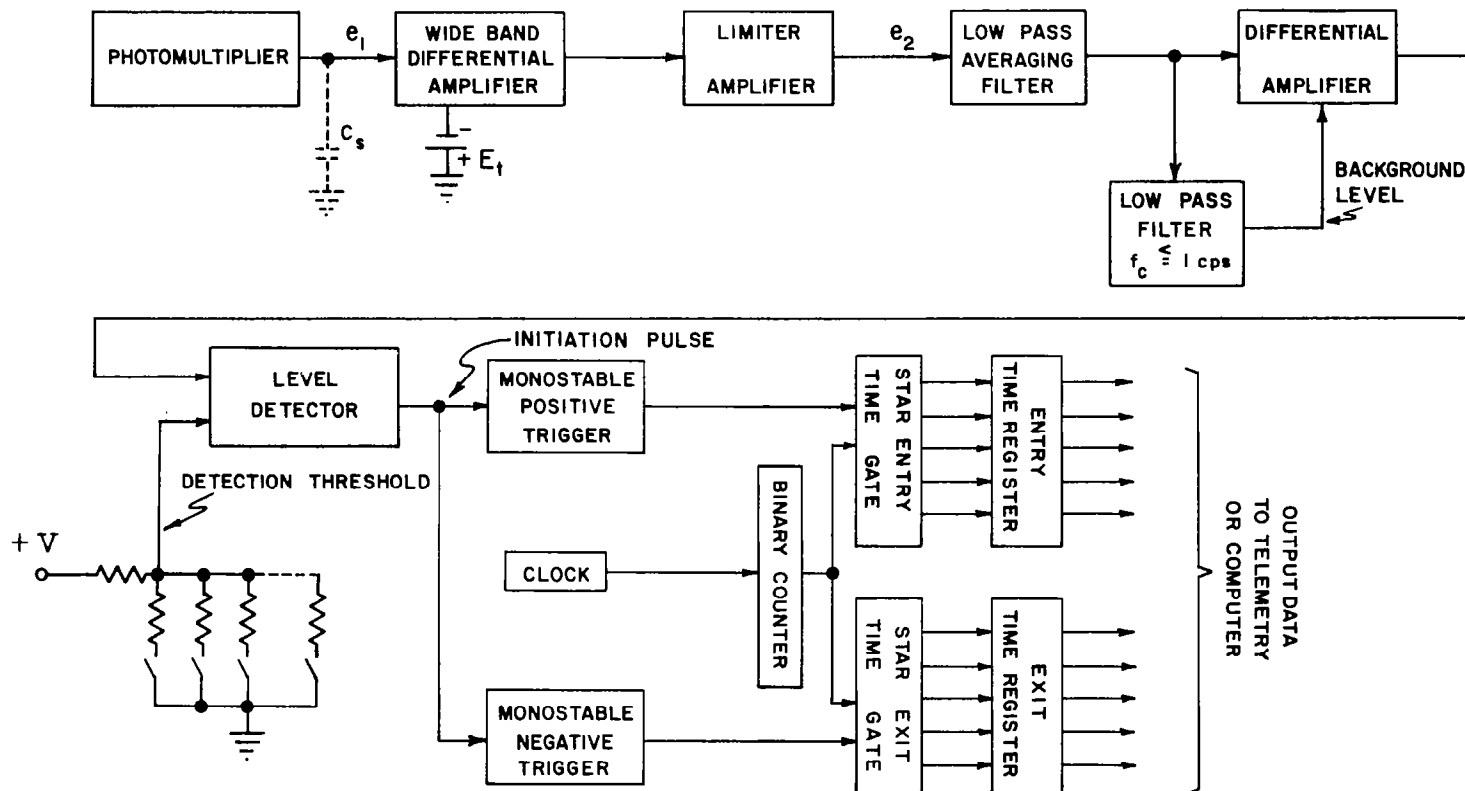 PHOTOMULTIPLIER
e1
WIDE BAND
DIFFERENTIAL
AMPLIFIER
LIMITER
AMPLIFIER
e2
LOW PASS
AVERAGING
FILTER
DIFFERENTIAL
AMPLIFIER
Cs
−
+ Et
LOW PASS
FILTER
fc ≦ 1 cps
BACKGROUND
LEVEL
INITIATION PULSE
LEVEL
DETECTOR
MONOSTABLE
POSITIVE
TRIGGER
STAR ENTRY
TIME GATE
ENTRY
TIME REGISTER
DETECTION THRESHOLD
+ V
CLOCK
BINARY COUNTER
MONOSTABLE
NEGATIVE
TRIGGER
STAR EXIT
TIME GATE
EXIT
TIME REGISTER
OUTPUT DATA
TO TELEMETRY
OR COMPUTER